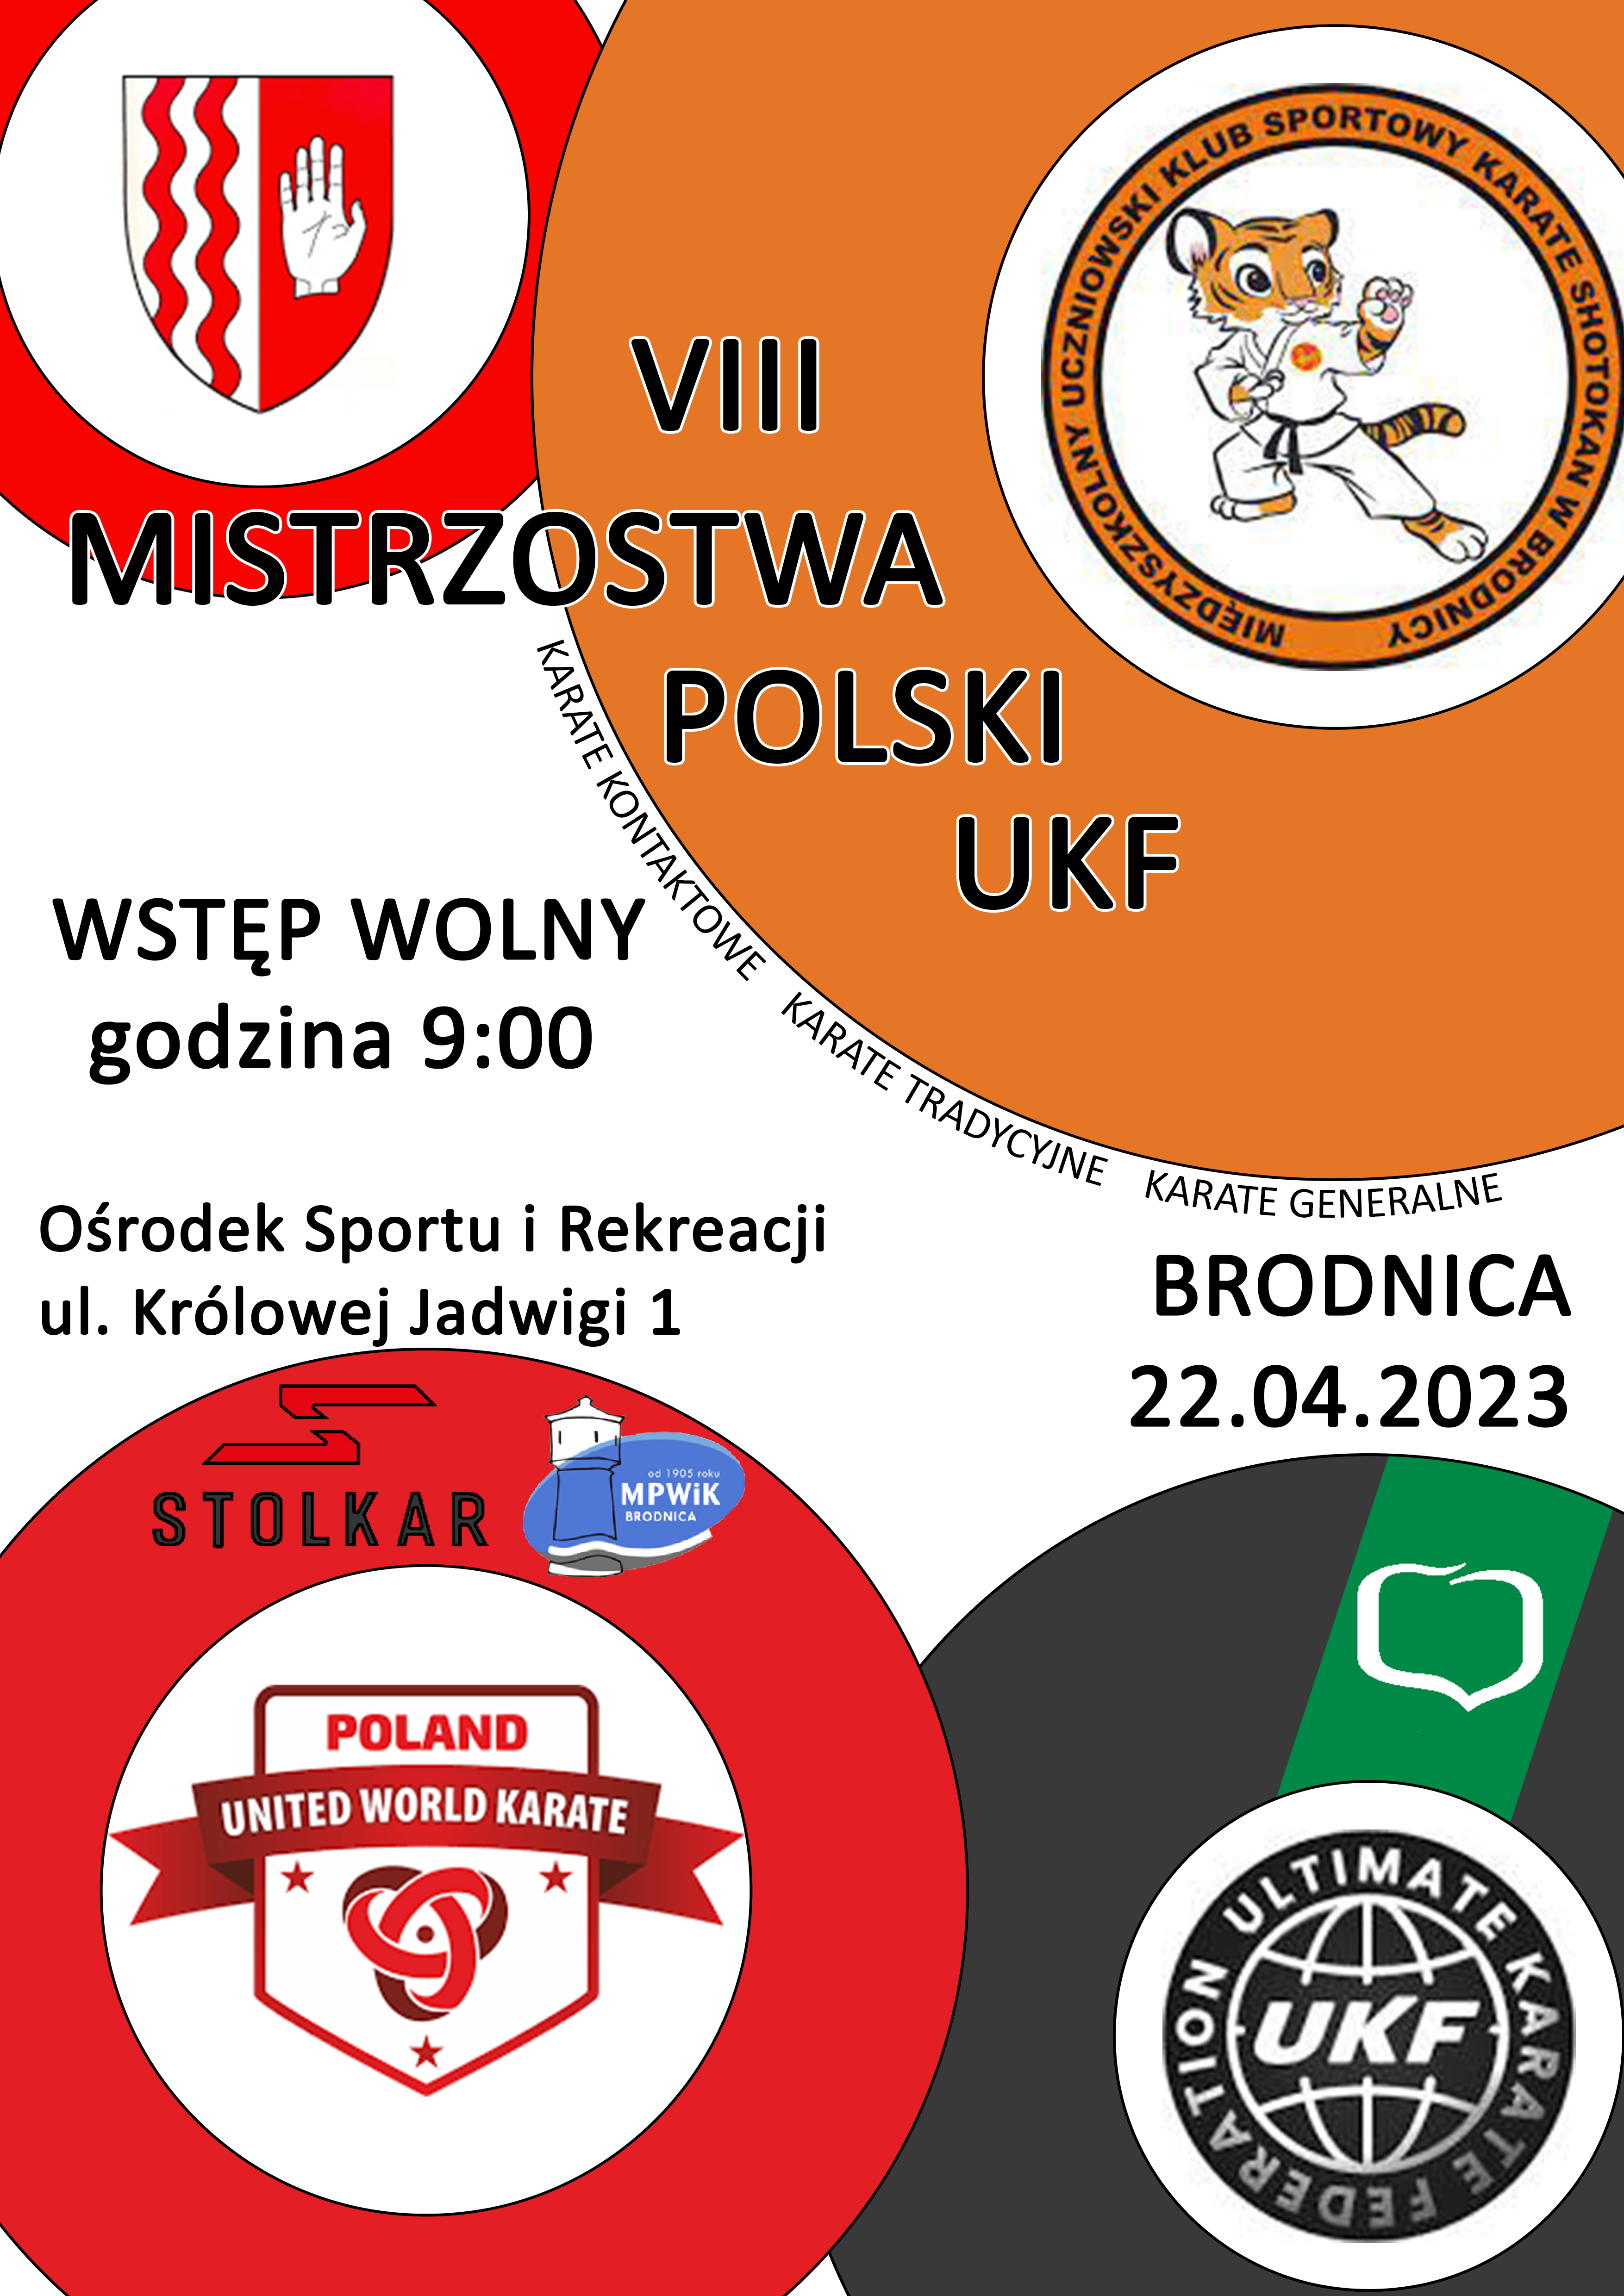 MIĘDZYSZKOLNY UCZNIOWSKI KLUB SPORTOWY KARATE SHOTOKAN W BRODNICY
VIII
MISTRZOSTWA
POLSKI
UKF
KARATE KONTAKTOWE KARATE TRADYCYJNE KARATE GENERALNE
WSTĘP WOLNY
godzina 9:00
Ośrodek Sportu i Rekreacji
ul. Królowej Jadwigi 1
BRODNICA
22.04.2023
STOLKAR
od 1905 roku
MPWiK
BRODNICA
POLAND
UNITED WORLD KARATE
ULTIMATE KARATE FEDERATION
UKF